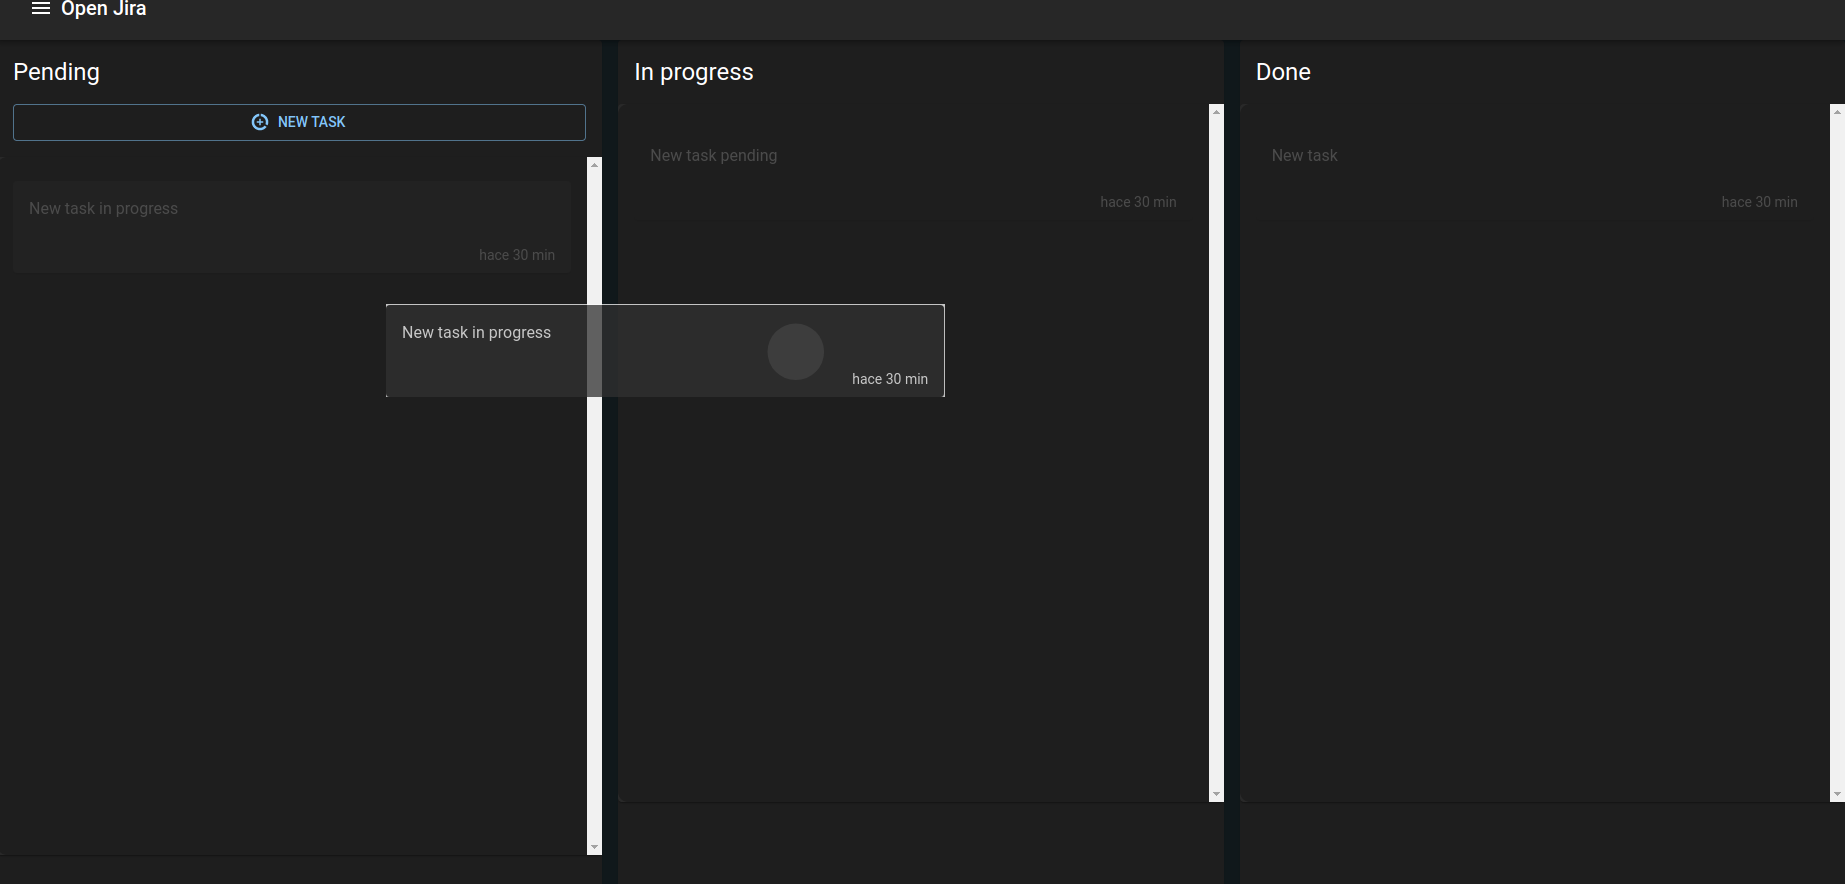 Open Jira
Pending
NEW TASK
New task in progress
hace 30 min
New task in progress
hace 30 min
In progress
New task pending
hace 30 min
Done
New task
hace 30 min